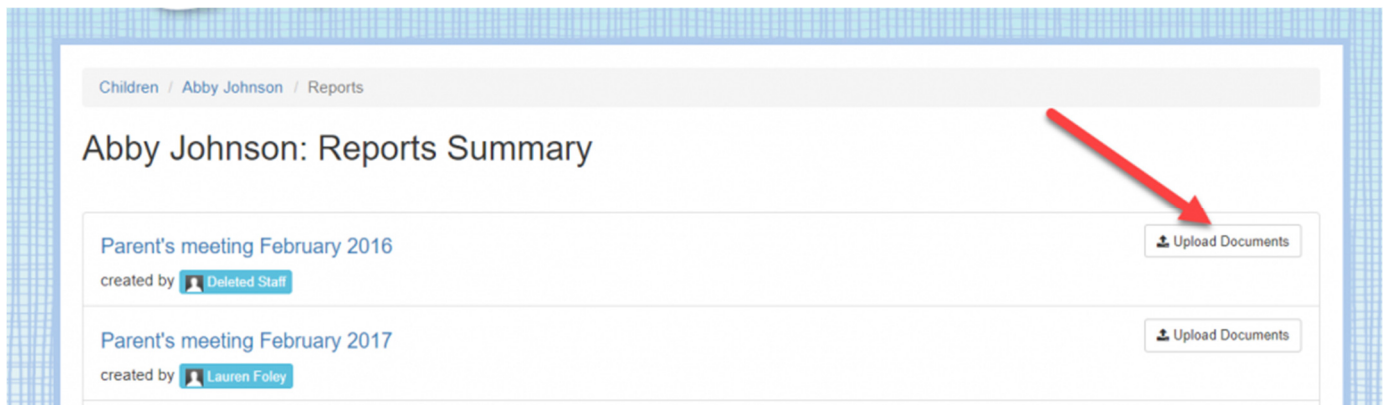 Children / Abby Johnson / Reports
Abby Johnson: Reports Summary
Parent's meeting February 2016
Upload Documents
created by Deleted Staff
Parent's meeting February 2017
Upload Documents
created by Lauren Foley